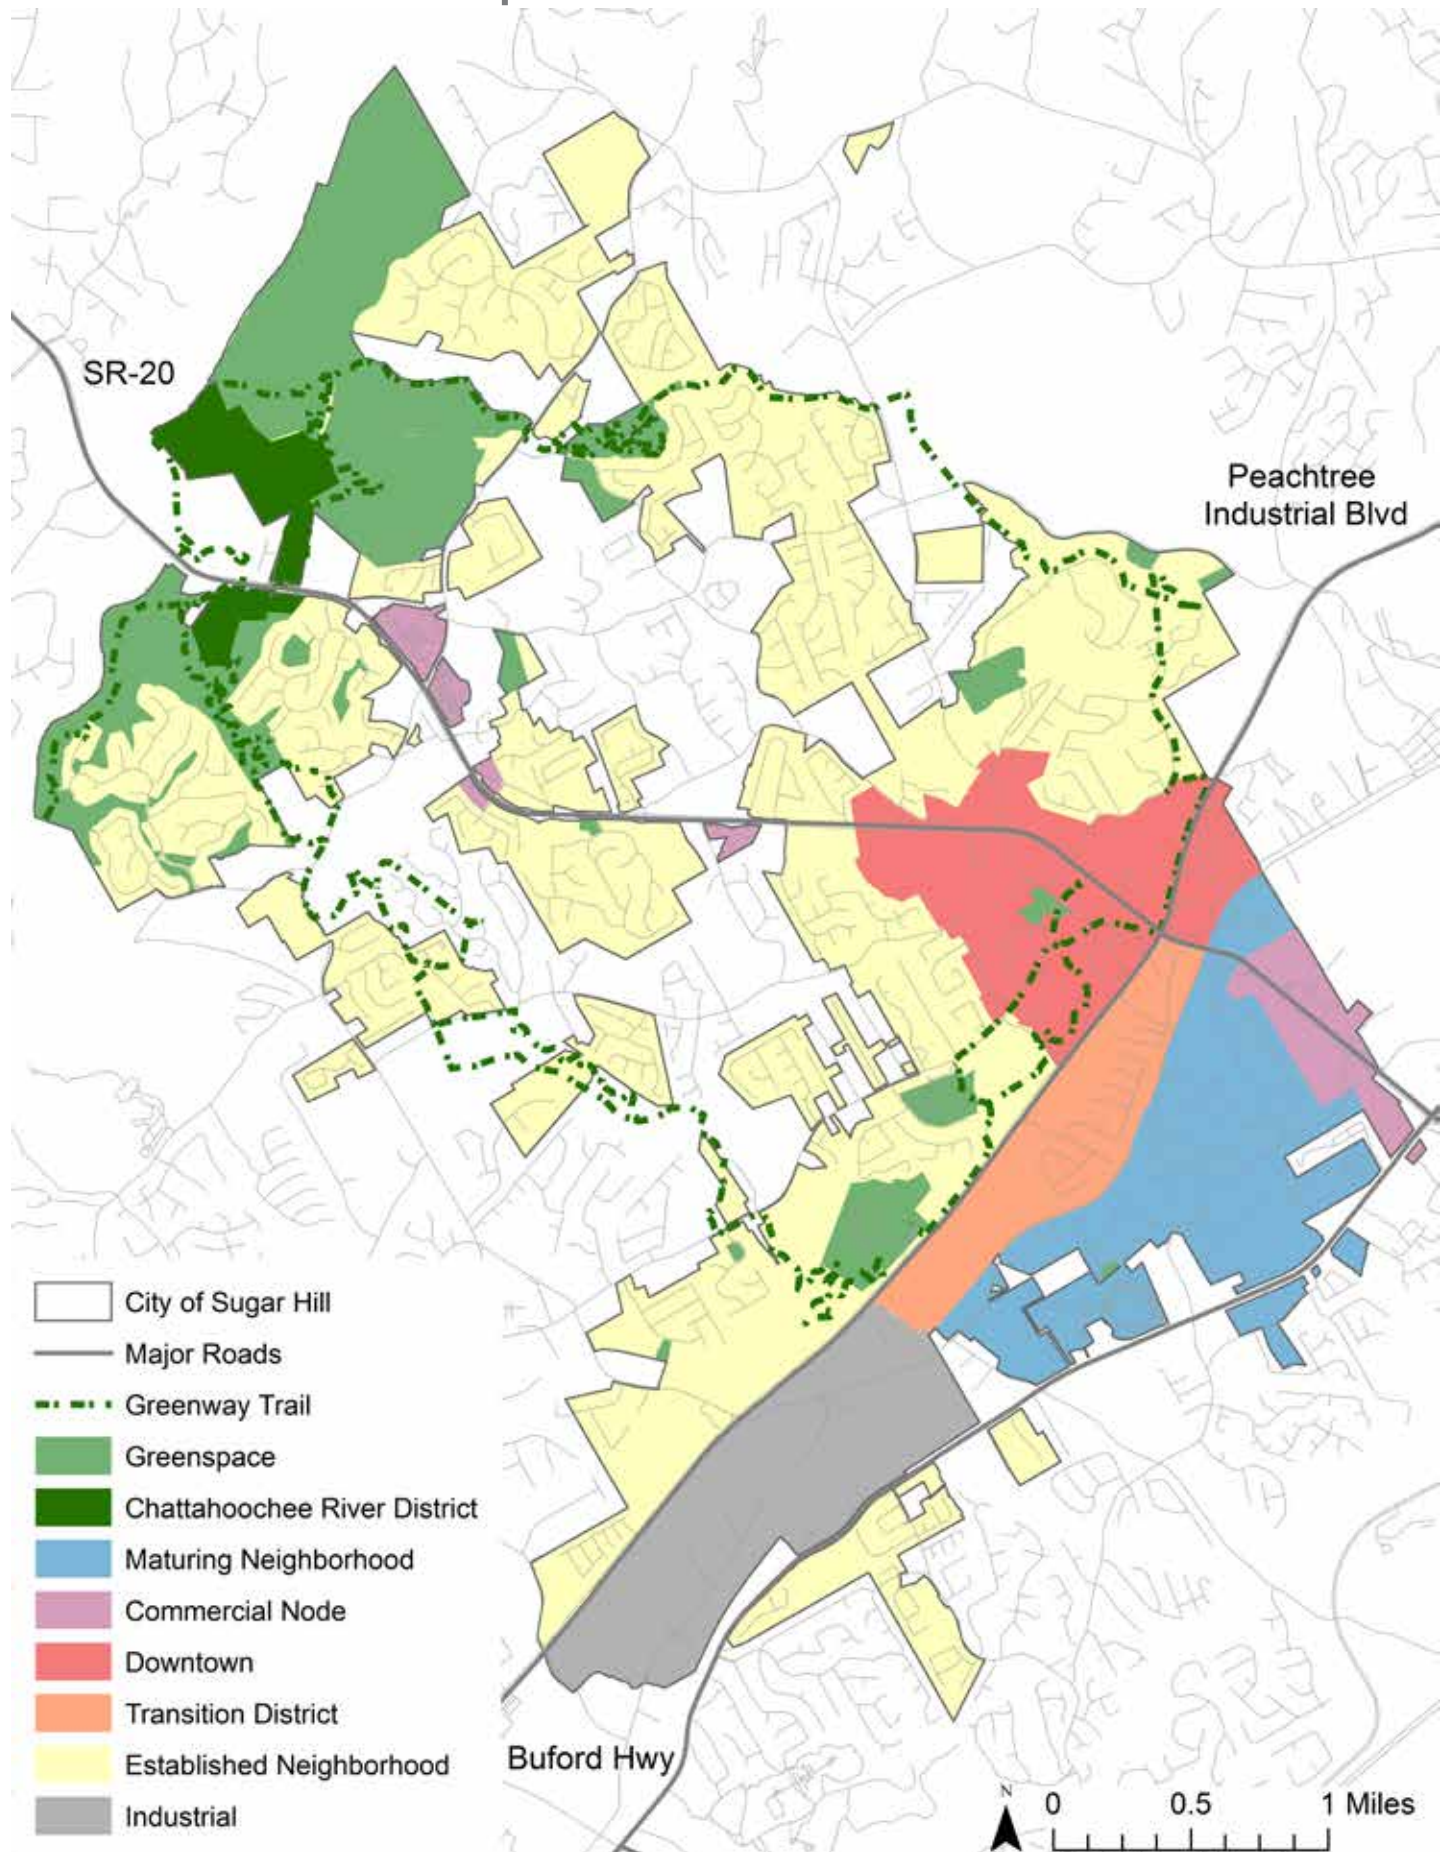 SR-20
Peachtree
Industrial Blvd
City of Sugar Hill
Major Roads
Greenway Trail
Greenspace
Chattahoochee River District
Maturing Neighborhood
Commercial Node
Downtown
Transition District
Established Neighborhood
Industrial
Buford Hwy
N
0 0.5 1 Miles